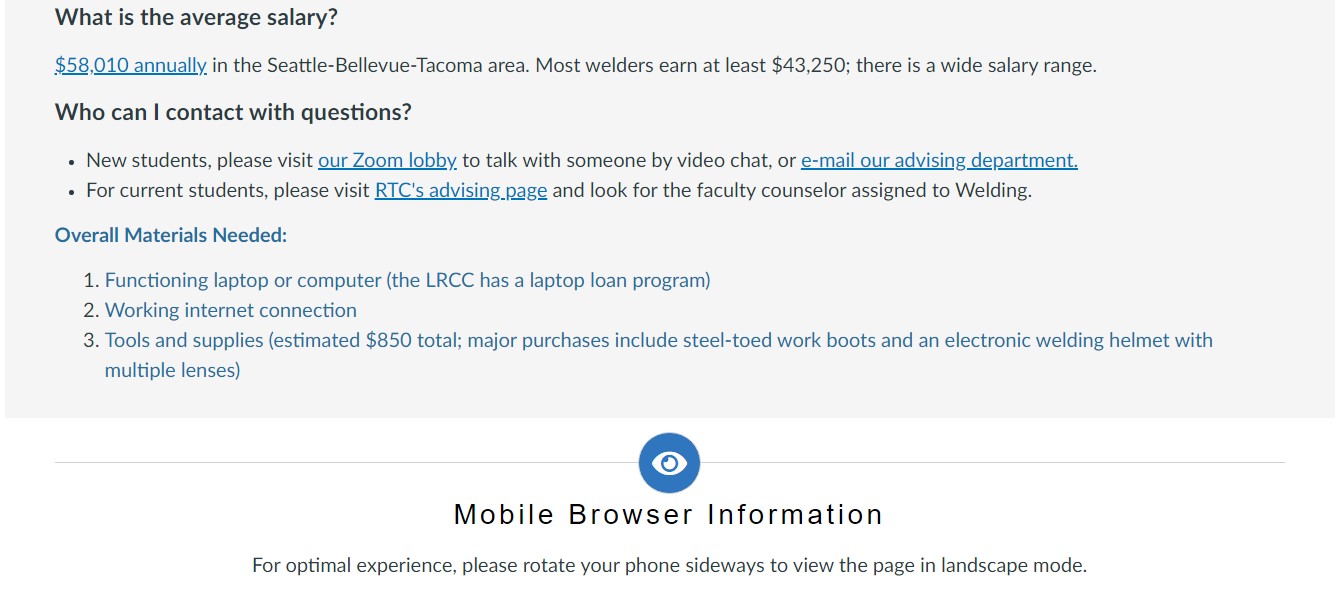 What is the average salary?
$58,010 annually in the Seattle-Bellevue-Tacoma area. Most welders earn at least $43,250; there is a wide salary range.
Who can I contact with questions?
• New students, please visit our Zoom lobby to talk with someone by video chat, or e-mail our advising department.
• For current students, please visit RTC's advising page and look for the faculty counselor assigned to Welding.
Overall Materials Needed:
1. Functioning laptop or computer (the LRCC has a laptop loan program)
2. Working internet connection
3. Tools and supplies (estimated $850 total; major purchases include steel-toed work boots and an electronic welding helmet with
multiple lenses)
Mobile Browser Information
For optimal experience, please rotate your phone sideways to view the page in landscape mode.